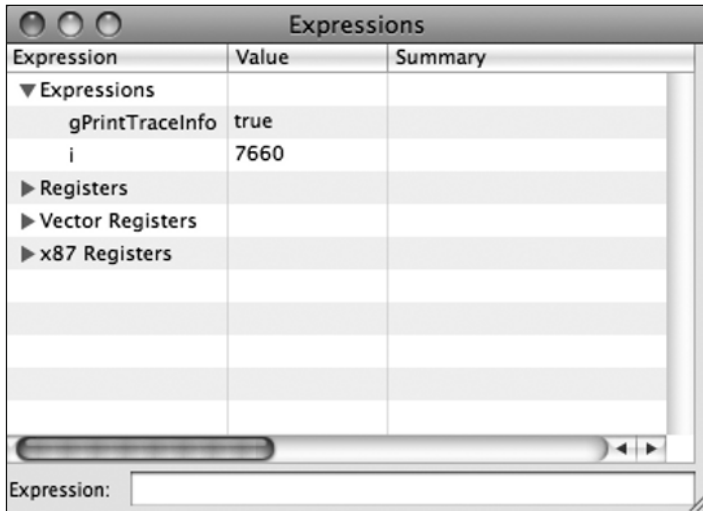 Expressions
Expression Value Summary
Expressions
gPrintTraceInfo true
i 7660
Registers
Vector Registers
x87 Registers
Expression: